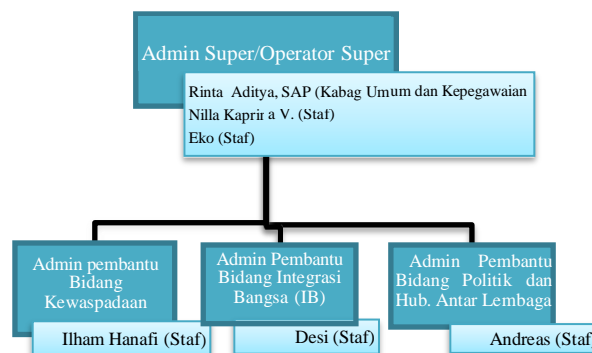 Admin Super/Operator Super
Rinta Aditya, SAP (Kabag Umum dan Kepegawaian
Nilla Kaprira V. (Staf)
Eko (Staf)
Admin pembantu
Bidang
Kewaspadaan
Ilham Hanafi (Staf)
Admin Pembantu
Bidang Integrasi
Bangsa (IB)
Desi (Staf)
Admin Pembantu
Bidang Politik dan
Hub. Antar Lembaga
Andreas (Staf)